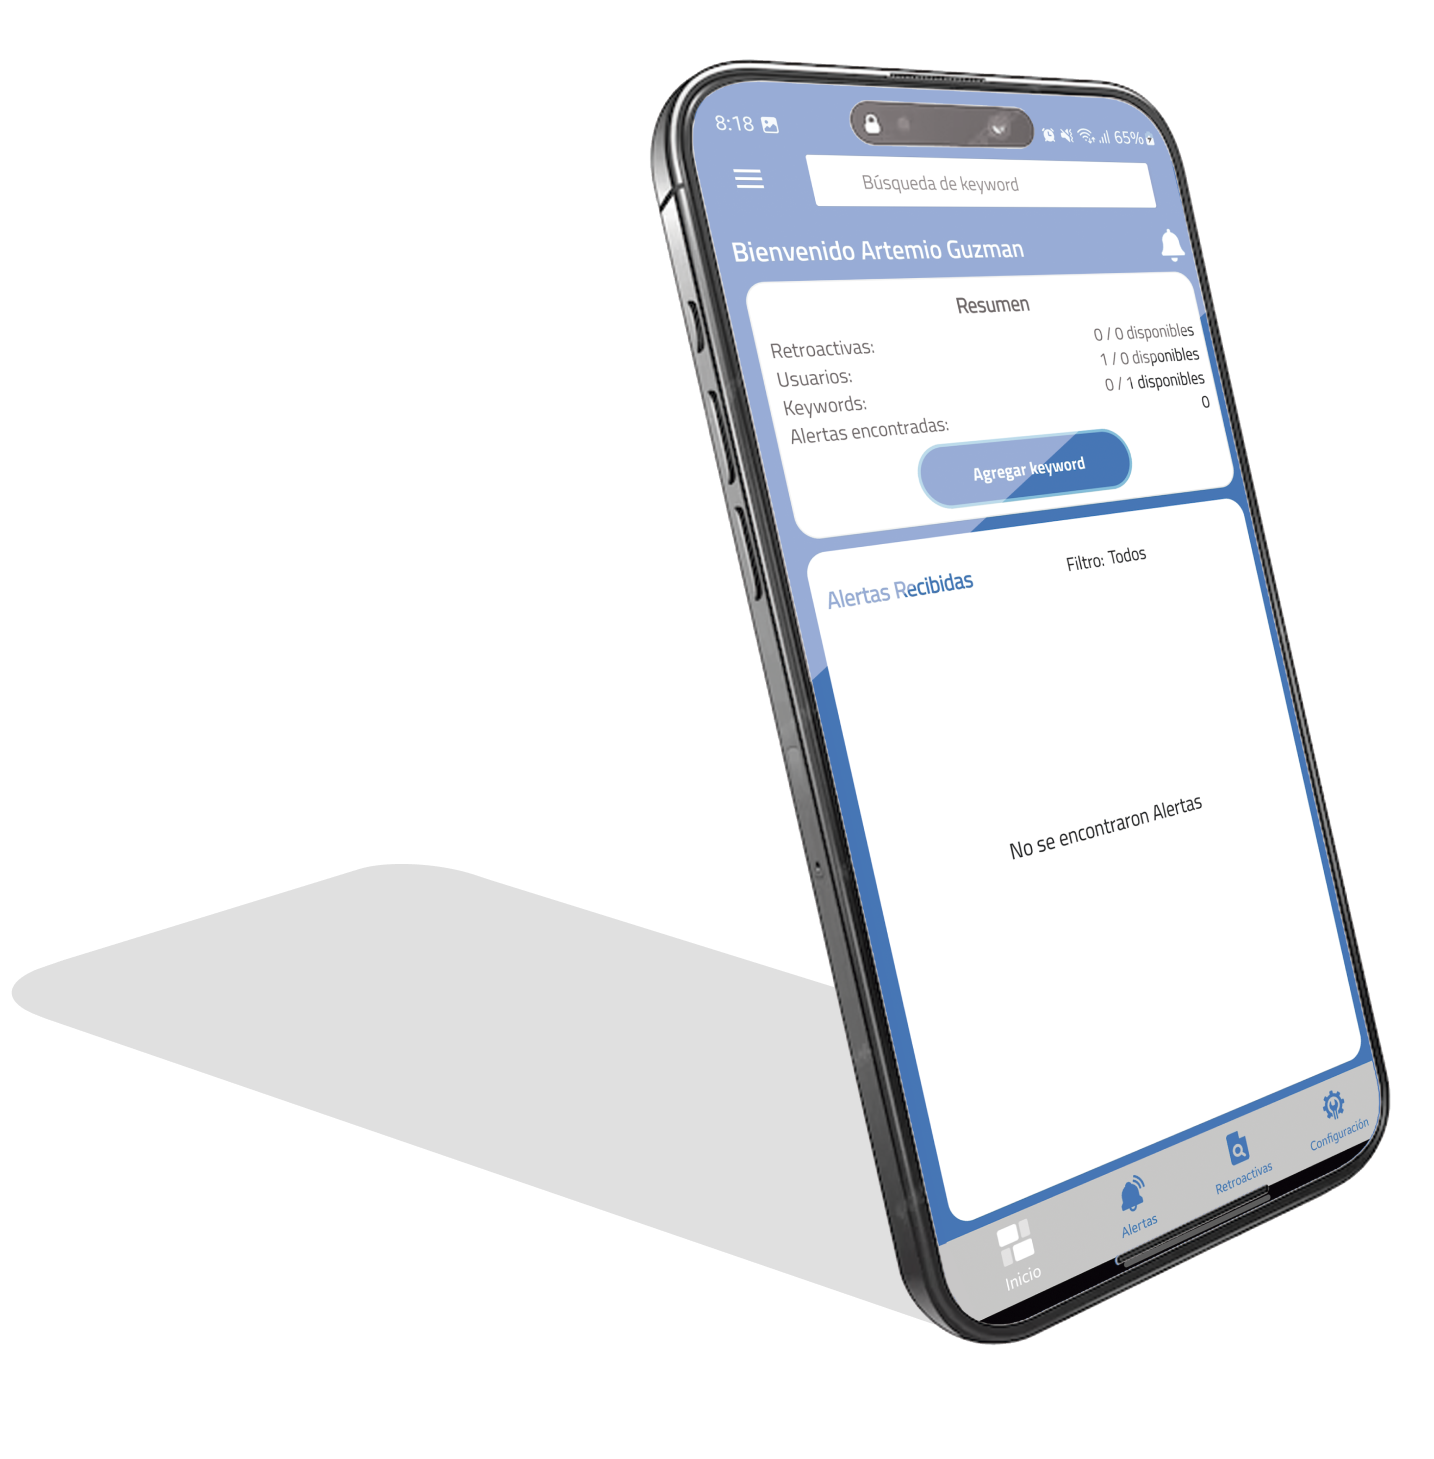 8:18 65%
Búsqueda de keyword
Bienvenido Artemio Guzman
Resumen
Retroactivas: 0 / 0 disponibles
Usuarios: 1 / 0 disponibles
Keywords: 0 / 1 disponibles
Alertas encontradas: 0
Agregar keyword
Alertas Recibidas Filtro: Todos
No se encontraron Alertas
Inicio Alertas Retroactivas Configuración